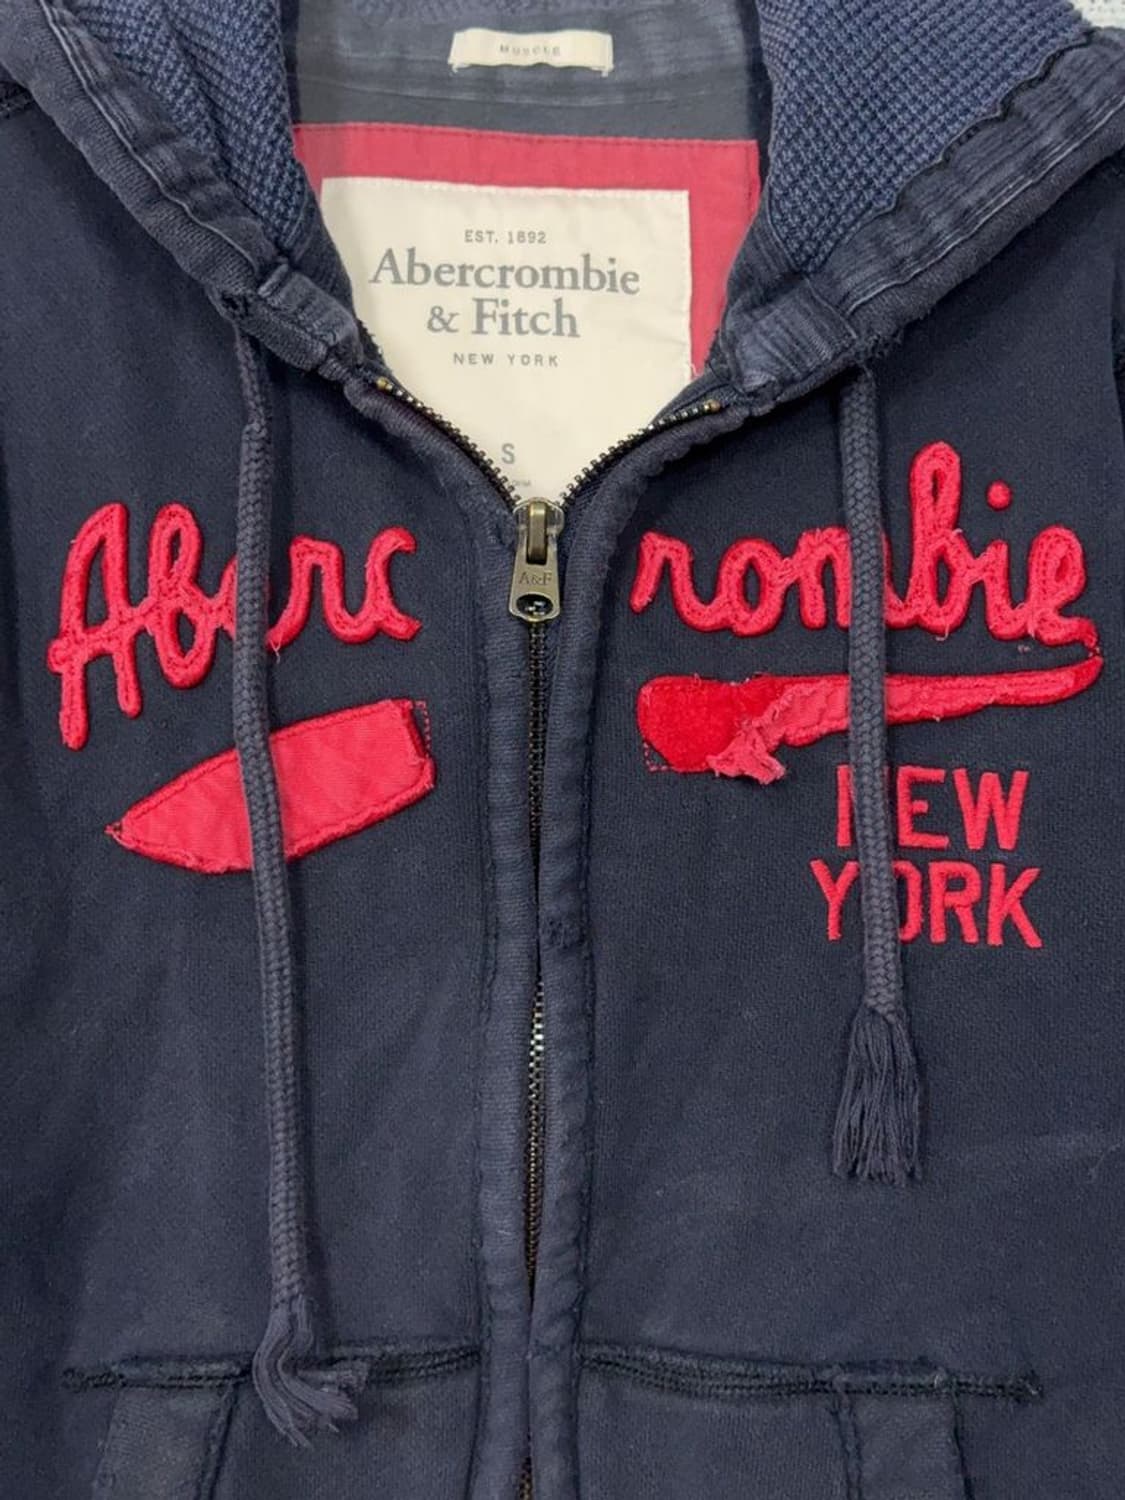 MUSCLE
EST. 1892
Abercrombie
& Fitch
NEW YORK
S
A&F
Abercrombie
NEW
YORK